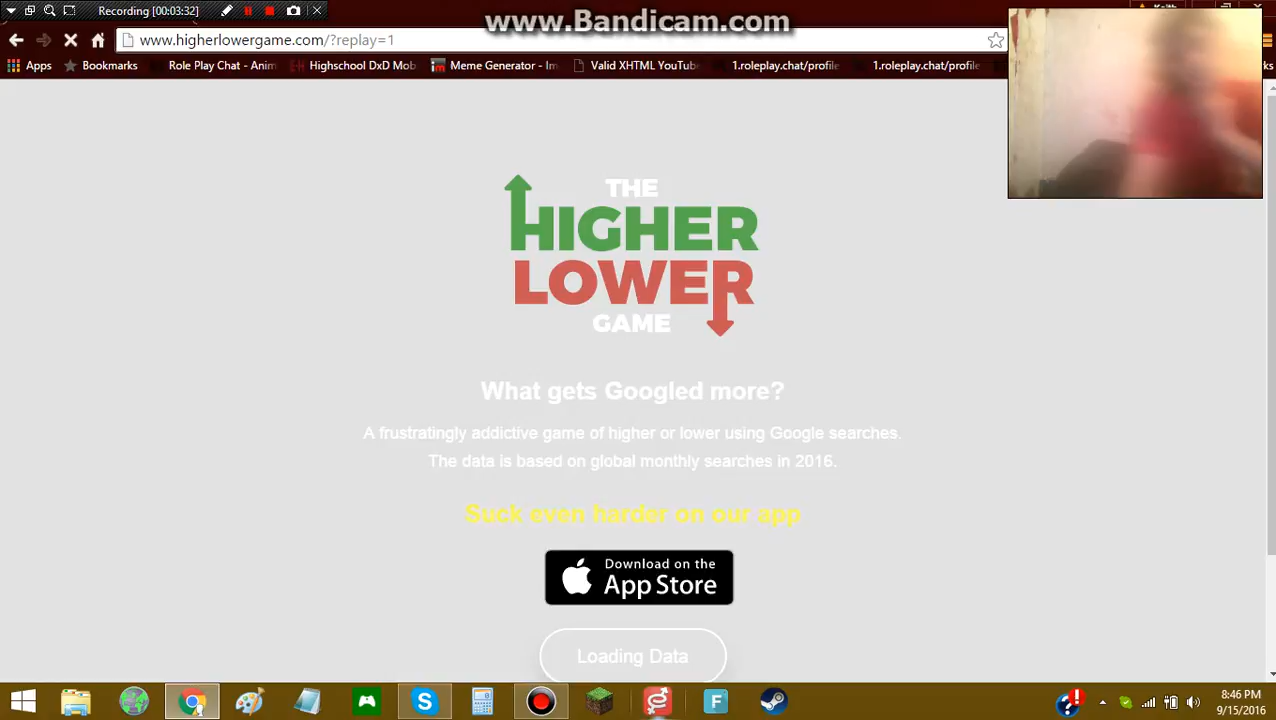 Recording [00:03:32]
www.Bandicam.com
www.higherlowergame.com/?replay=1
Apps Bookmarks Role Play Chat - Anim Highschool DxD Mob Meme Generator - Im Valid XHTML YouTub 1.roleplay.chat/profile 1.roleplay.chat/profile
THE
HIGHER
LOWER
GAME
What gets Googled more?
A frustratingly addictive game of higher or lower using Google searches.
The data is based on global monthly searches in 2016.
Suck even harder on our app
Download on the
App Store
Loading Data
8:46 PM
9/15/2016